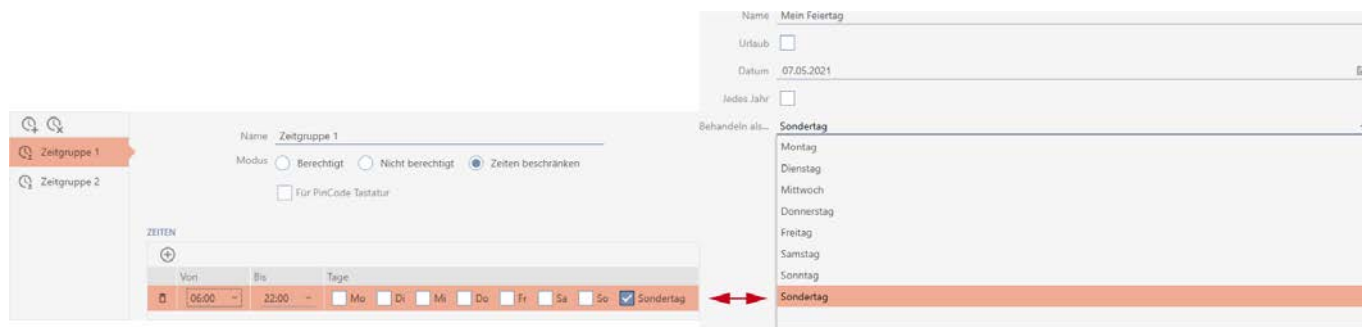 Name Mein Feiertag
Urlaub
Datum 07.05.2021
Jedes Jahr
Behandeln als... Sondertag
Montag
Dienstag
Mittwoch
Donnerstag
Freitag
Samstag
Sonntag
Sondertag
Zeitgruppe 1
Zeitgruppe 2
Name Zeitgruppe 1
Modus Berechtigt Nicht berechtigt Zeiten beschränken
Für PinCode Tastatur
ZEITEN
Von Bis Tage
06:00 22:00 Mo Di Mi Do Fr Sa So Sondertag